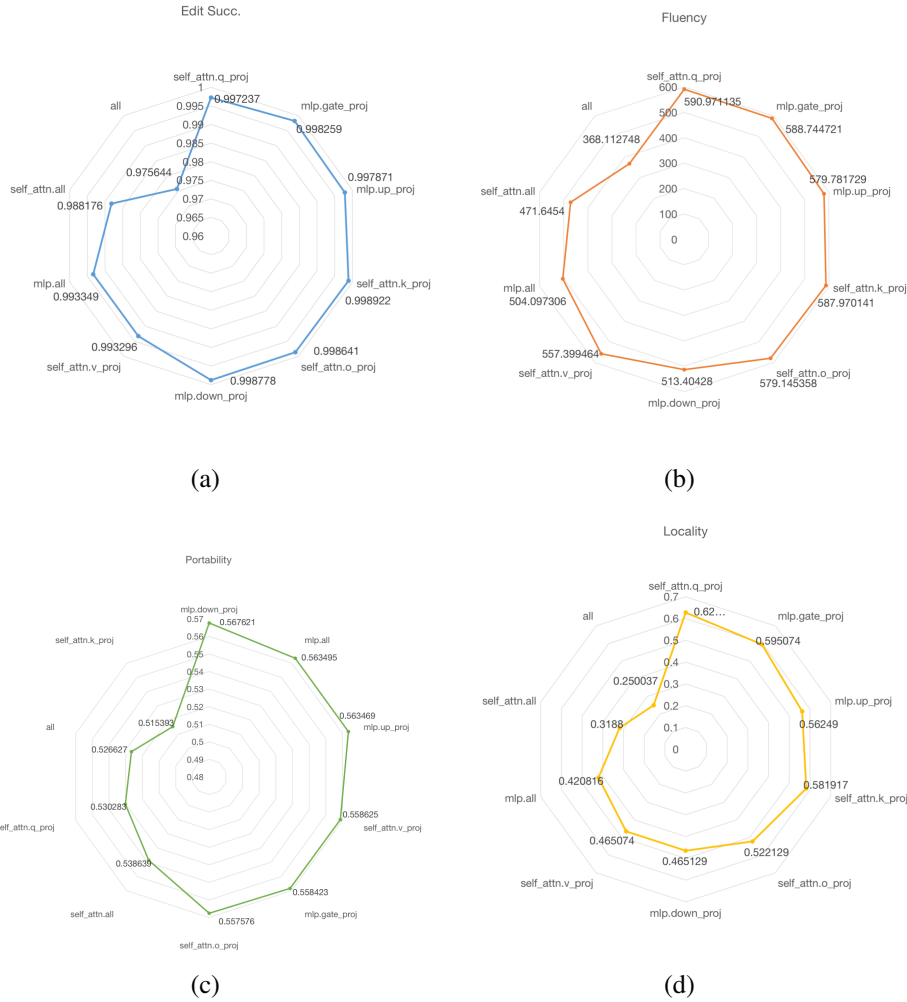 Edit Succ.
self_attn.q_proj
1
0.997237
mlp.gate_proj
0.998259
0.995
0.99
0.985
0.98
0.975
0.97
0.965
0.96
all
0.975644
0.997871
mlp.up_proj
self_attn.all
0.988176
mlp.all
0.993349
self_attn.k_proj
0.998922
0.993296
self_attn.v_proj
0.998641
self_attn.o_proj
0.998778
mlp.down_proj
(a)
Fluency
self_attn.q_proj
600
590.971135
mlp.gate_proj
588.744721
500
400
300
200
100
0
all
368.112748
579.781729
mlp.up_proj
self_attn.all
471.6454
mlp.all
504.097306
self_attn.k_proj
587.970141
557.399464
self_attn.v_proj
self_attn.o_proj
579.145358
513.40428
mlp.down_proj
(b)
Portability
mlp.down_proj
0.57
0.567621
mlp.all
0.563495
0.56
0.55
0.54
0.53
0.52
0.51
0.5
0.49
0.48
self_attn.k_proj
0.515393
0.563469
mlp.up_proj
all
0.526627
0.530283
elf_attn.q_proj
0.558625
self_attn.v_proj
0.538639
self_attn.all
0.558423
mlp.gate_proj
0.557576
self_attn.o_proj
(c)
Locality
self_attn.q_proj
0.7
0.62...
mlp.gate_proj
0.595074
0.6
0.5
0.4
0.3
0.2
0.1
0
all
0.250037
self_attn.all
0.3188
mlp.up_proj
0.56249
0.420816
mlp.all
0.581917
self_attn.k_proj
0.465074
self_attn.v_proj
0.522129
self_attn.o_proj
0.465129
mlp.down_proj
(d)